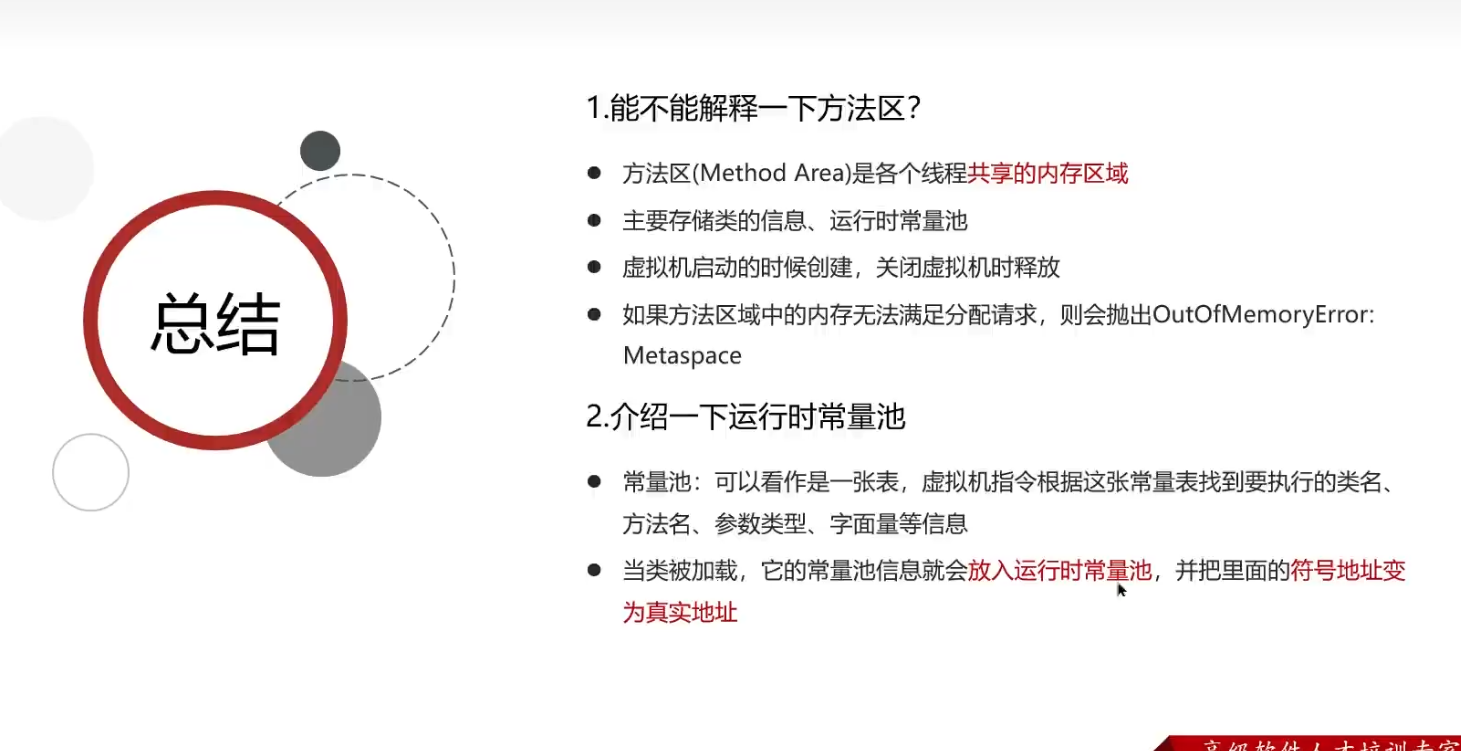 总结
1.能不能解释一下方法区？
● 方法区(Method Area)是各个线程共享的内存区域
● 主要存储类的信息、运行时常量池
● 虚拟机启动的时候创建，关闭虚拟机时释放
● 如果方法区域中的内存无法满足分配请求，则会抛出OutOfMemoryError:
Metaspace
2.介绍一下运行时常量池
● 常量池：可以看作是一张表，虚拟机指令根据这张常量表找到要执行的类名、
方法名、参数类型、字面量等信息
● 当类被加载，它的常量池信息就会放入运行时常量池，并把里面的符号地址变
为真实地址
高级软件人才培训专家